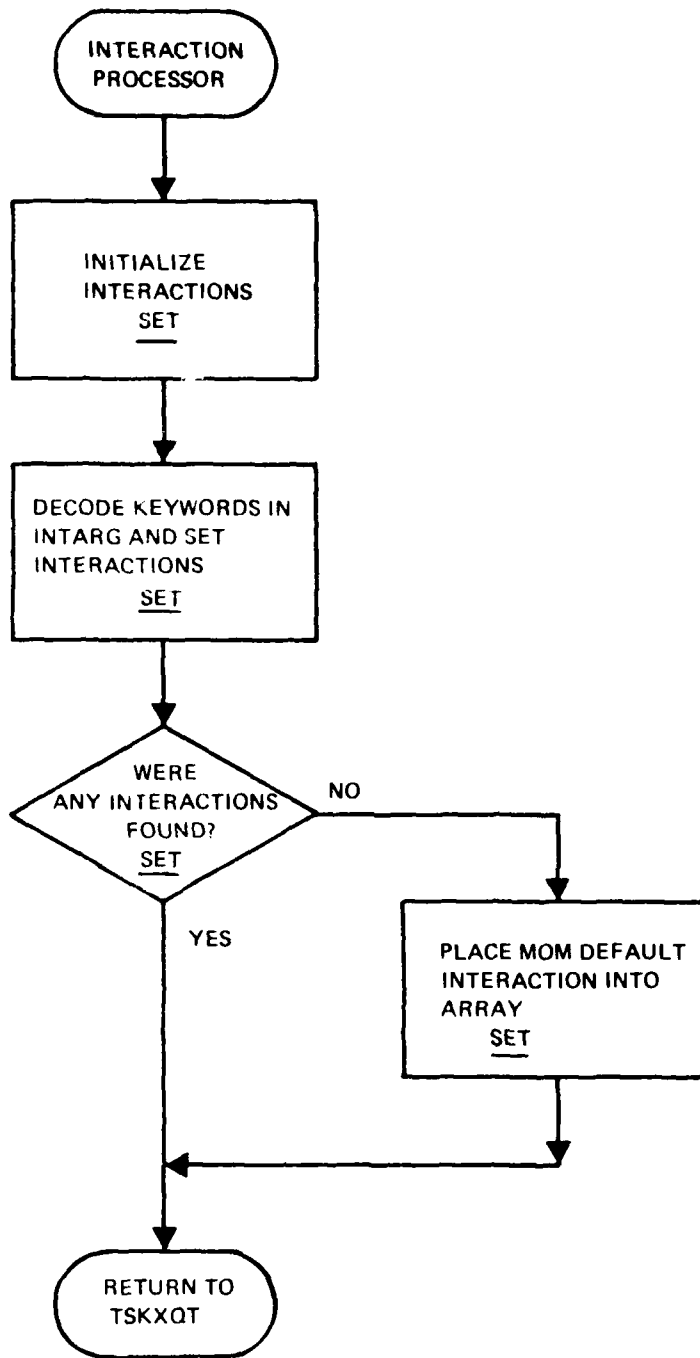 INTERACTION
PROCESSOR
INITIALIZE
INTERACTIONS
SET
DECODE KEYWORDS IN
INTARG AND SET
INTERACTIONS
SET
WERE
ANY INTERACTIONS
FOUND?
SET
NO
YES
PLACE MOM DEFAULT
INTERACTION INTO
ARRAY
SET
RETURN TO
TSKXQT